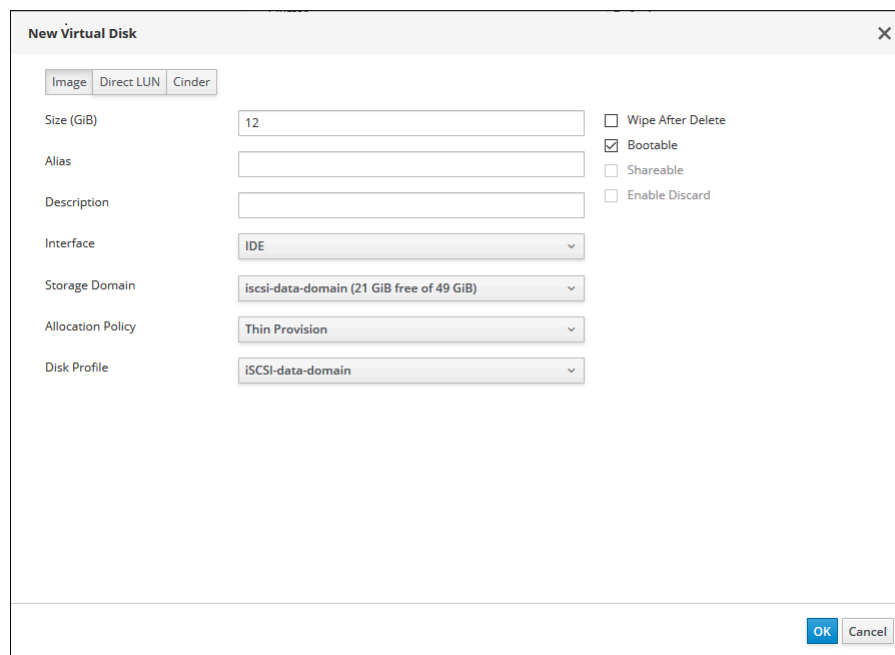 New Virtual Disk
Image Direct LUN Cinder
Size (GiB) 12 Wipe After Delete
Bootable
Alias
Shareable
Description Enable Discard
Interface IDE
Storage Domain iscsi-data-domain (21 GiB free of 49 GiB)
Allocation Policy Thin Provision
Disk Profile iSCSI-data-domain
OK Cancel